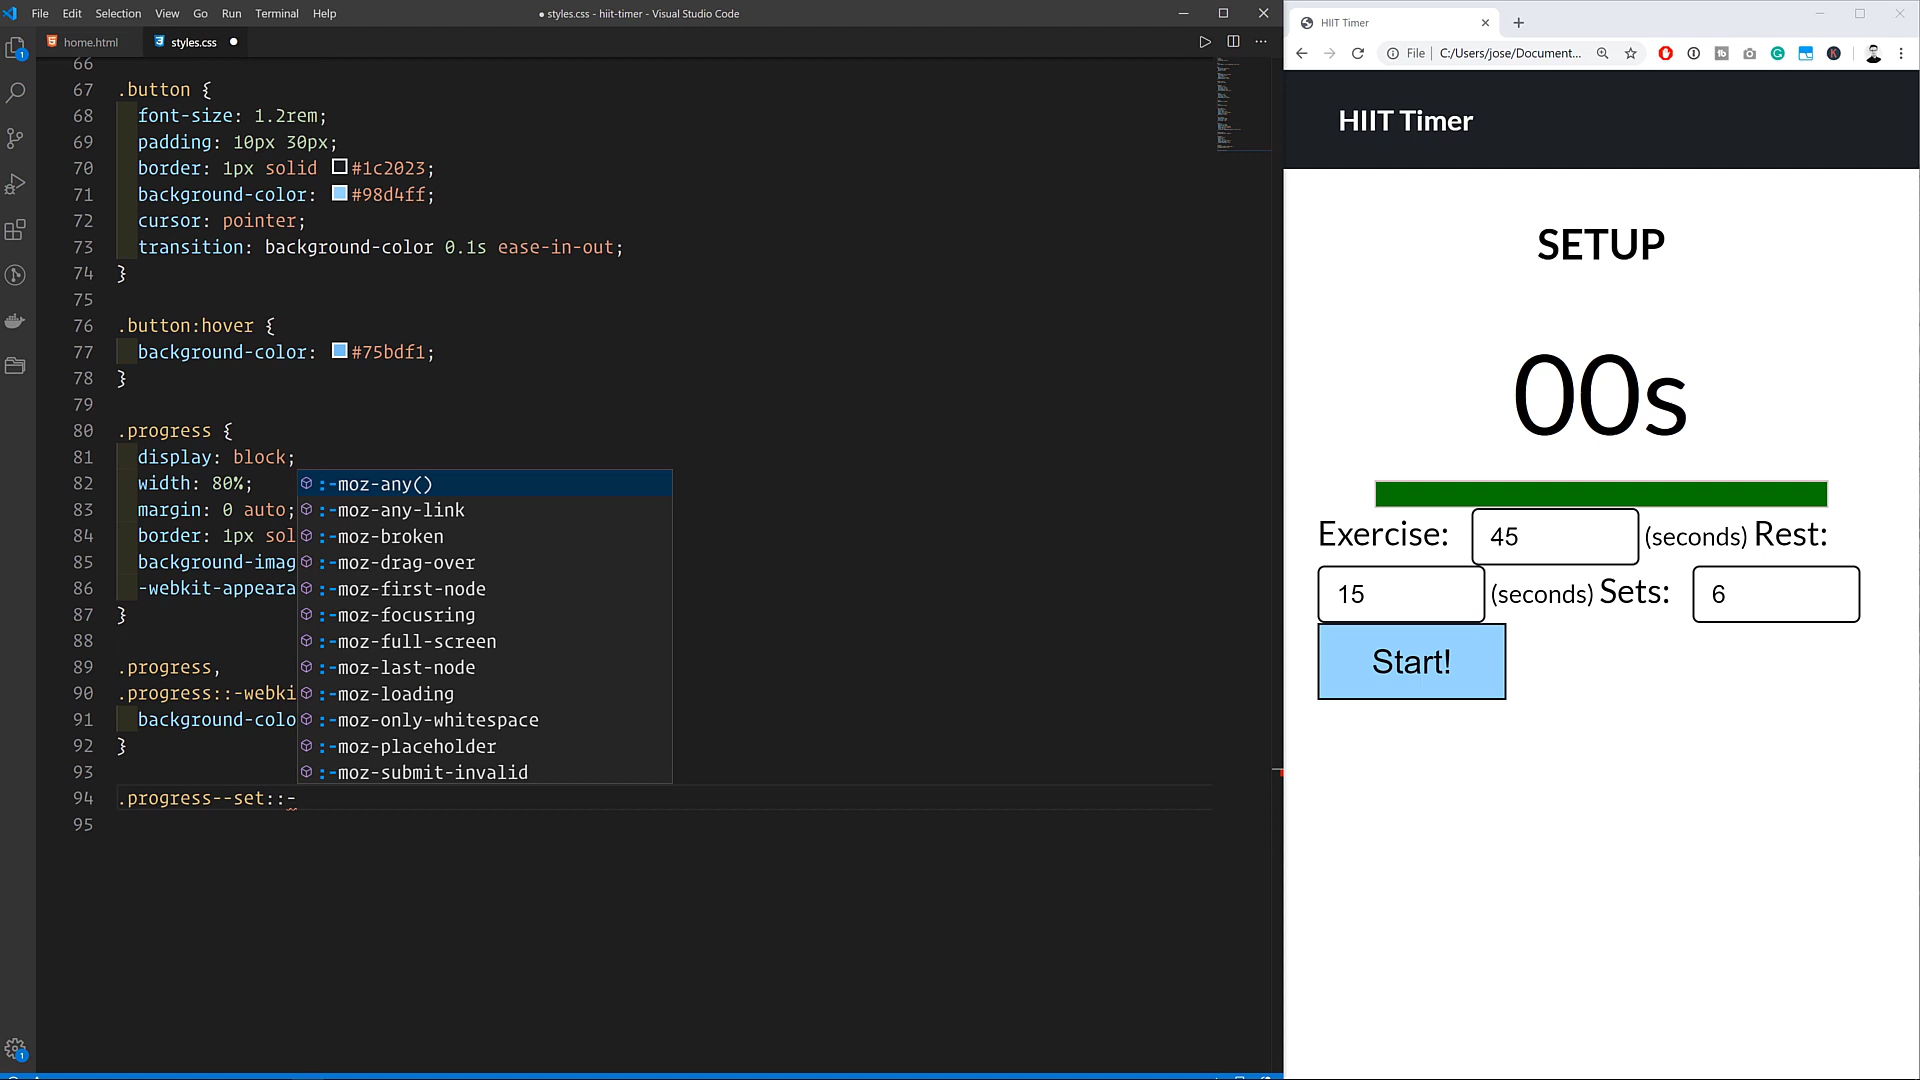 File Edit Selection View Go Run Terminal Help
● styles.css - hiit-timer - Visual Studio Code
home.html
styles.css
66
67 .button {
68 font-size: 1.2rem;
69 padding: 10px 30px;
70 border: 1px solid #1c2023;
71 background-color: #98d4ff;
72 cursor: pointer;
73 transition: background-color 0.1s ease-in-out;
74 }
75
76 .button:hover {
77 background-color: #75bdf1;
78 }
79
80 .progress {
81 display: block;
82 width: 80%;
83 margin: 0 auto;
84 border: 1px sol
85 background-imag
86 -webkit-appeara
87 }
88
89 .progress,
90 .progress::-webki
91 background-colo
92 }
93
94 .progress--set::-
95
:-moz-any()
:-moz-any-link
:-moz-broken
:-moz-drag-over
:-moz-first-node
:-moz-focusring
:-moz-full-screen
:-moz-last-node
:-moz-loading
:-moz-only-whitespace
:-moz-placeholder
:-moz-submit-invalid
1
1
HIIT Timer
File C:/Users/jose/Document...
HIIT Timer
SETUP
00s
Exercise: 45 (seconds) Rest:
15 (seconds) Sets: 6
Start!